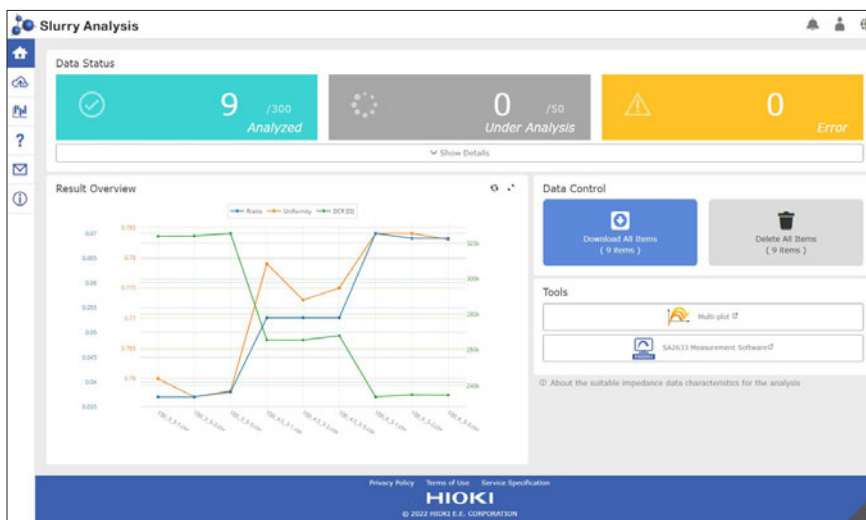 Slurry Analysis
Data Status
9 /300
Analyzed
0 /50
Under Analysis
0
Error
Show Details
Result Overview
Rratio Uniformity DCR [Ω]
0.07
0.065
0.06
0.055
0.05
0.045
0.04
0.035
0.78
0.775
0.77
0.765
0.76
320k
300k
280k
260k
240k
Data Control
Download All Items
( 9 Items )
Delete All Items
( 9 Items )
Tools
Multi-plot
SA2633 Measurement Software
About the suitable impedance data characteristics for the analysis
Privacy Policy Terms of Use Service Specification
HIOKI
© 2022 HIOKI E.E. CORPORATION